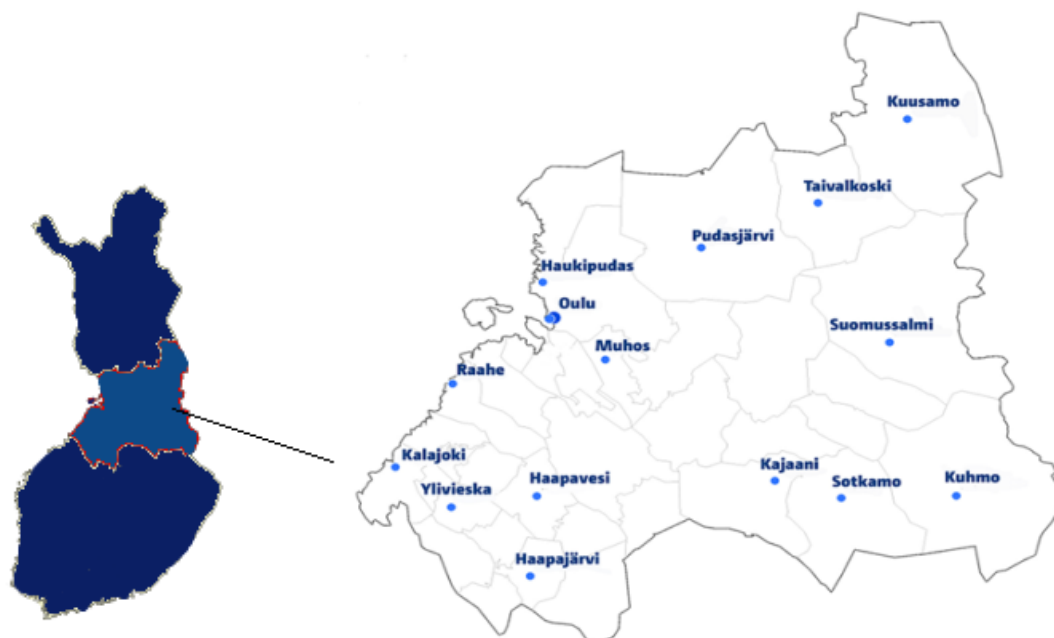 Kuusamo
Taivalkoski
Pudasjärvi
Haukipudas
Oulu
Suomussalmi
Muhos
Raahe
Kalajoki
Kajaani
Haapavesi
Kuhmo
Sotkamo
Ylivieska
Haapajärvi